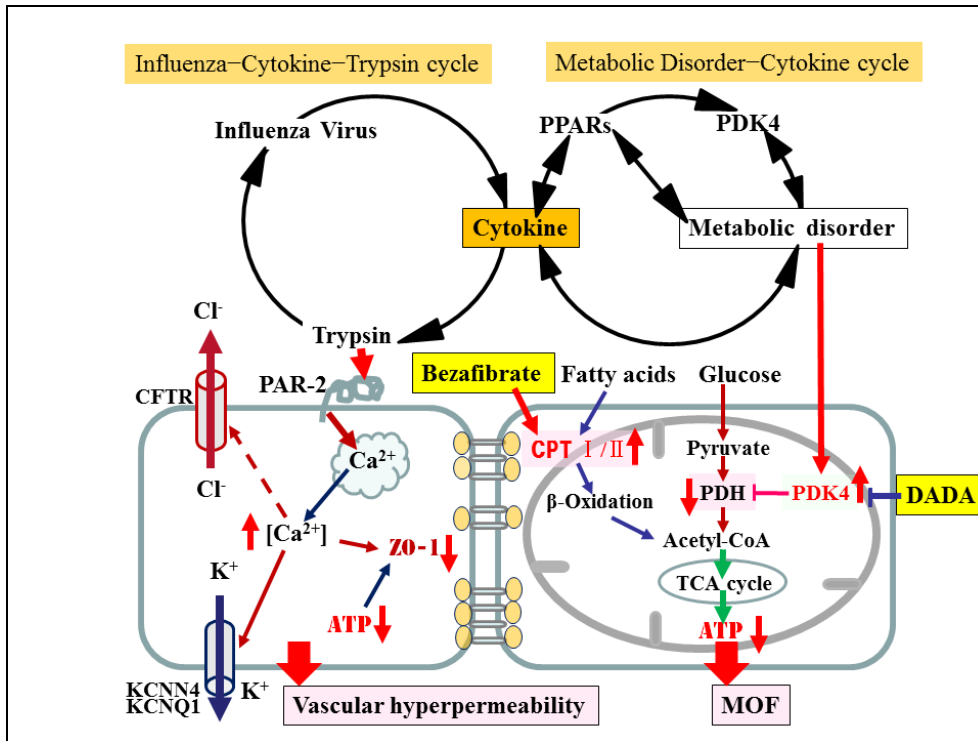 Influenza−Cytokine−Trypsin cycle
Metabolic Disorder−Cytokine cycle
Influenza Virus
PPARs
PDK4
Cytokine
Metabolic disorder
Trypsin
Cl-
PAR-2
CFTR
Bezafibrate
Fatty acids
Glucose
Ca2+
CPT Ⅰ/Ⅱ
Pyruvate
Cl-
β-Oxidation
PDH
PDK4
DADA
[Ca2+]
ZO-1
Acetyl-CoA
K+
TCA cycle
ATP
ATP
KCNN4
KCNQ1
K+
Vascular hyperpermeability
MOF